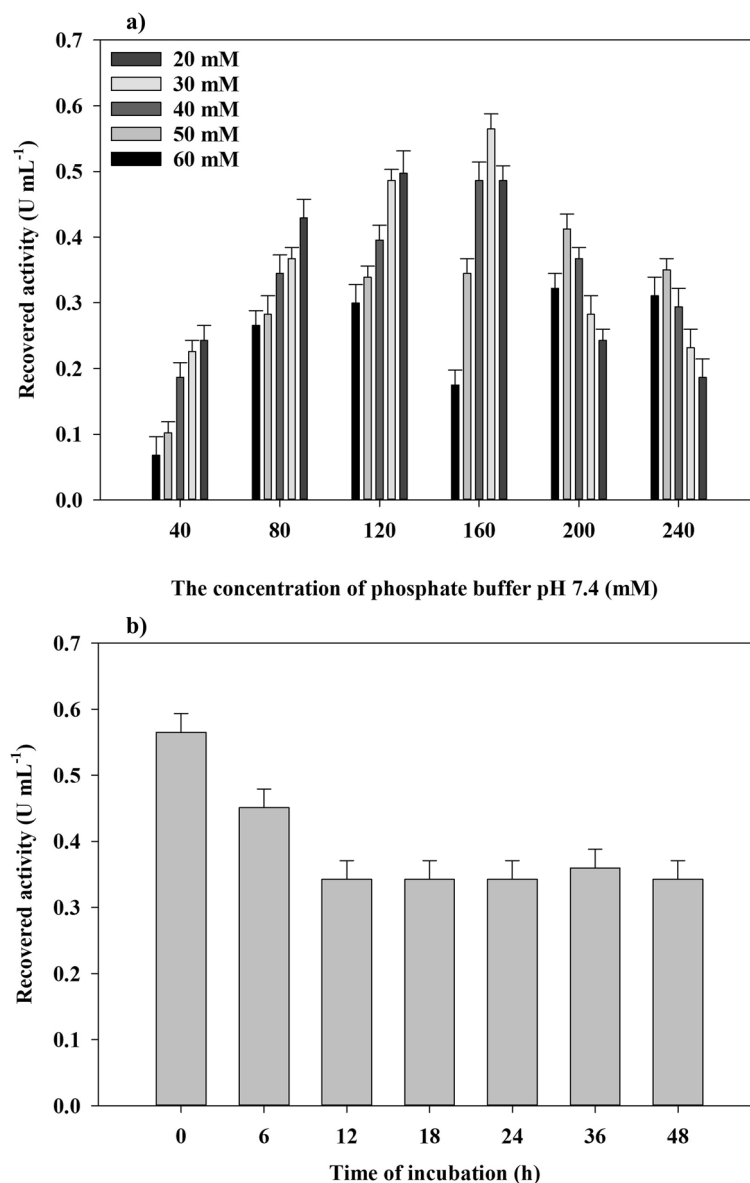 a)
0.7
0.6
0.5
0.4
0.3
0.2
0.1
0.0
Recovered activity (U mL⁻¹)
20 mM
30 mM
40 mM
50 mM
60 mM
40 80 120 160 200 240
The concentration of phosphate buffer pH 7.4 (mM)
b)
0.7
0.6
0.5
0.4
0.3
0.2
0.1
0.0
Recovered activity (U mL⁻¹)
0 6 12 18 24 36 48
Time of incubation (h)